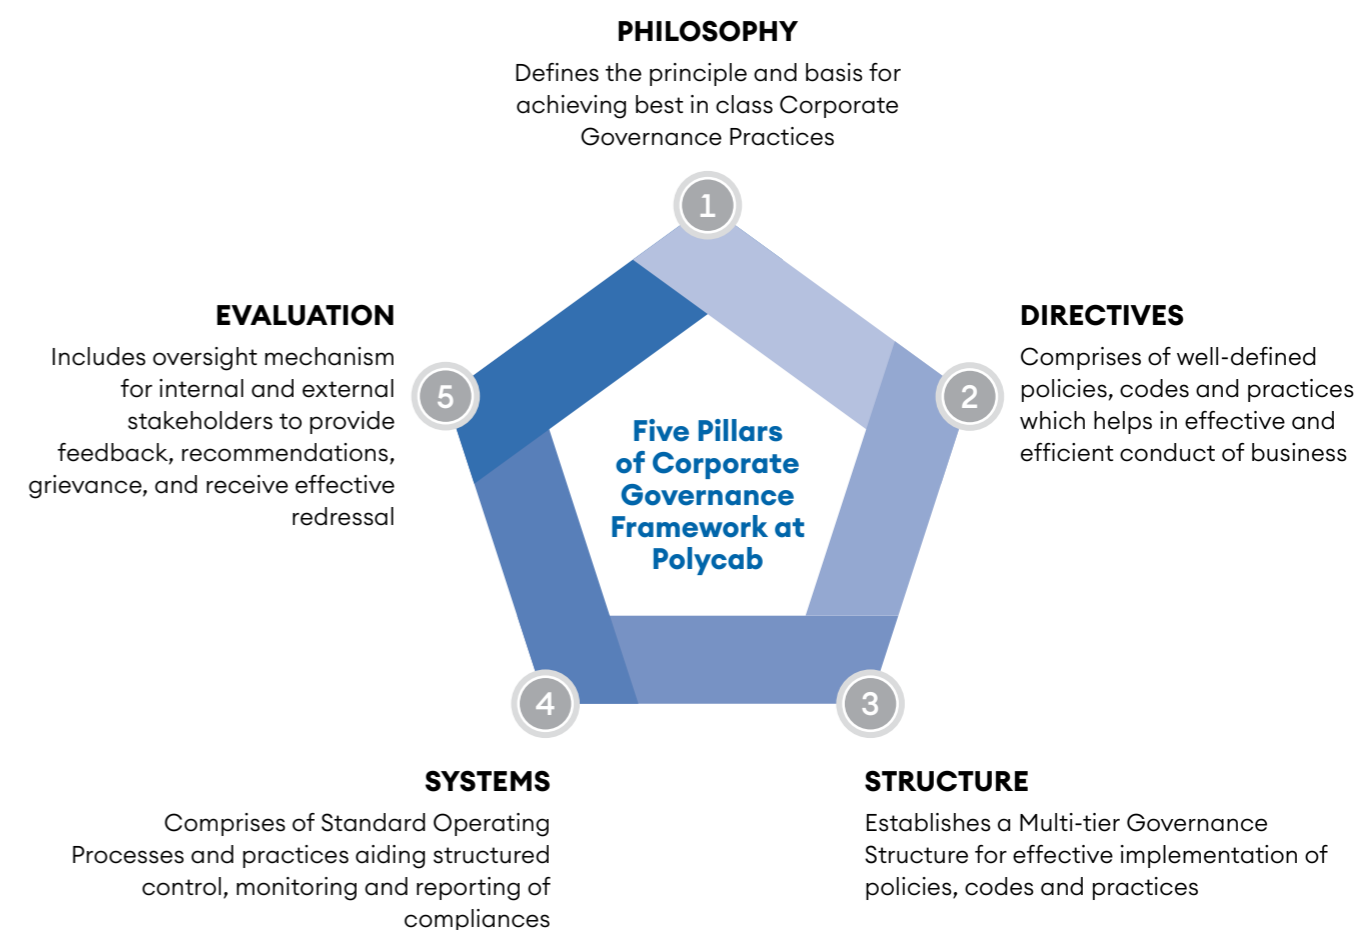 PHILOSOPHY
Defines the principle and basis for
achieving best in class Corporate
Governance Practices
1
DIRECTIVES
Comprises of well-defined
policies, codes and practices
which helps in effective and
efficient conduct of business
2
STRUCTURE
Establishes a Multi-tier Governance
Structure for effective implementation of
policies, codes and practices
3
SYSTEMS
Comprises of Standard Operating
Processes and practices aiding structured
control, monitoring and reporting of
compliances
4
EVALUATION
Includes oversight mechanism
for internal and external
stakeholders to provide
feedback, recommendations,
grievance, and receive effective
redressal
5
Five Pillars
of Corporate
Governance
Framework at
Polycab